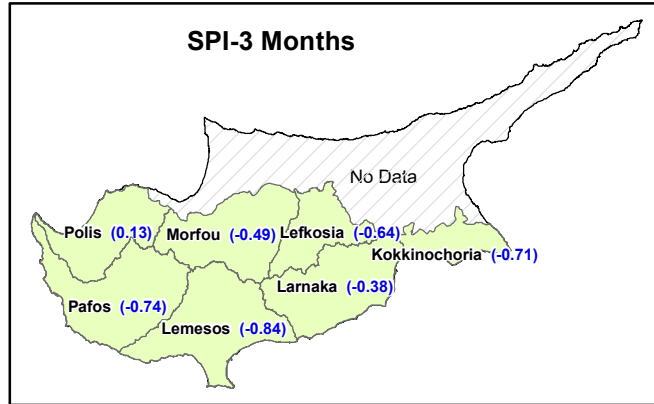 SPI-3 Months
No Data
Polis (0.13)
Morfou (-0.49)
Lefkosia (-0.64)
Kokkinochoria (-0.71)
Larnaka (-0.38)
Pafos (-0.74)
Lemesos (-0.84)